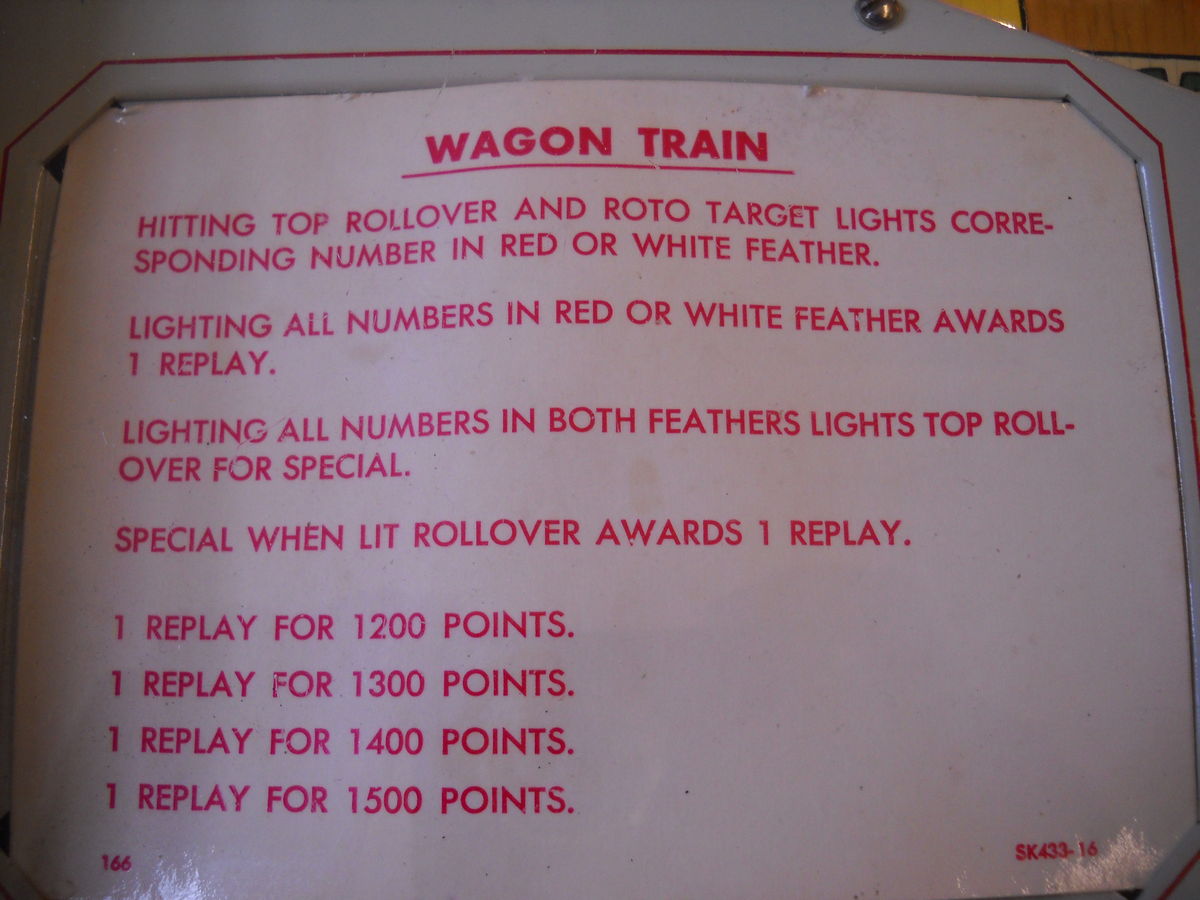 WAGON TRAIN
HITTING TOP ROLLOVER AND ROTO TARGET LIGHTS CORRE-
SPONDING NUMBER IN RED OR WHITE FEATHER.
LIGHTING ALL NUMBERS IN RED OR WHITE FEATHER AWARDS
1 REPLAY.
LIGHTING ALL NUMBERS IN BOTH FEATHERS LIGHTS TOP ROLL-
OVER FOR SPECIAL.
SPECIAL WHEN LIT ROLLOVER AWARDS 1 REPLAY.
1 REPLAY FOR 1200 POINTS.
1 REPLAY FOR 1300 POINTS.
1 REPLAY FOR 1400 POINTS.
1 REPLAY FOR 1500 POINTS.
166 SK433-16